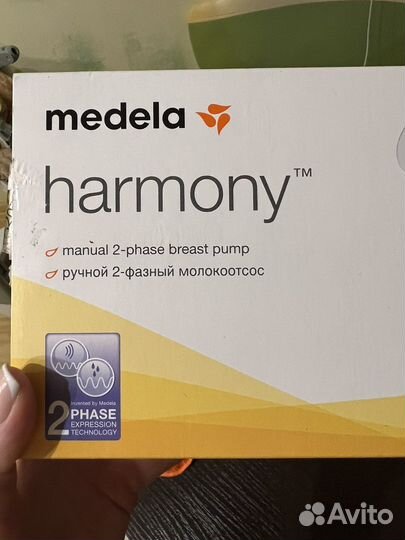 medela
harmony™
manual 2-phase breast pump
ручной 2-фазный молокоотсос
invented by Medela
2 PHASE
EXPRESSION
TECHNOLOGY
Avito